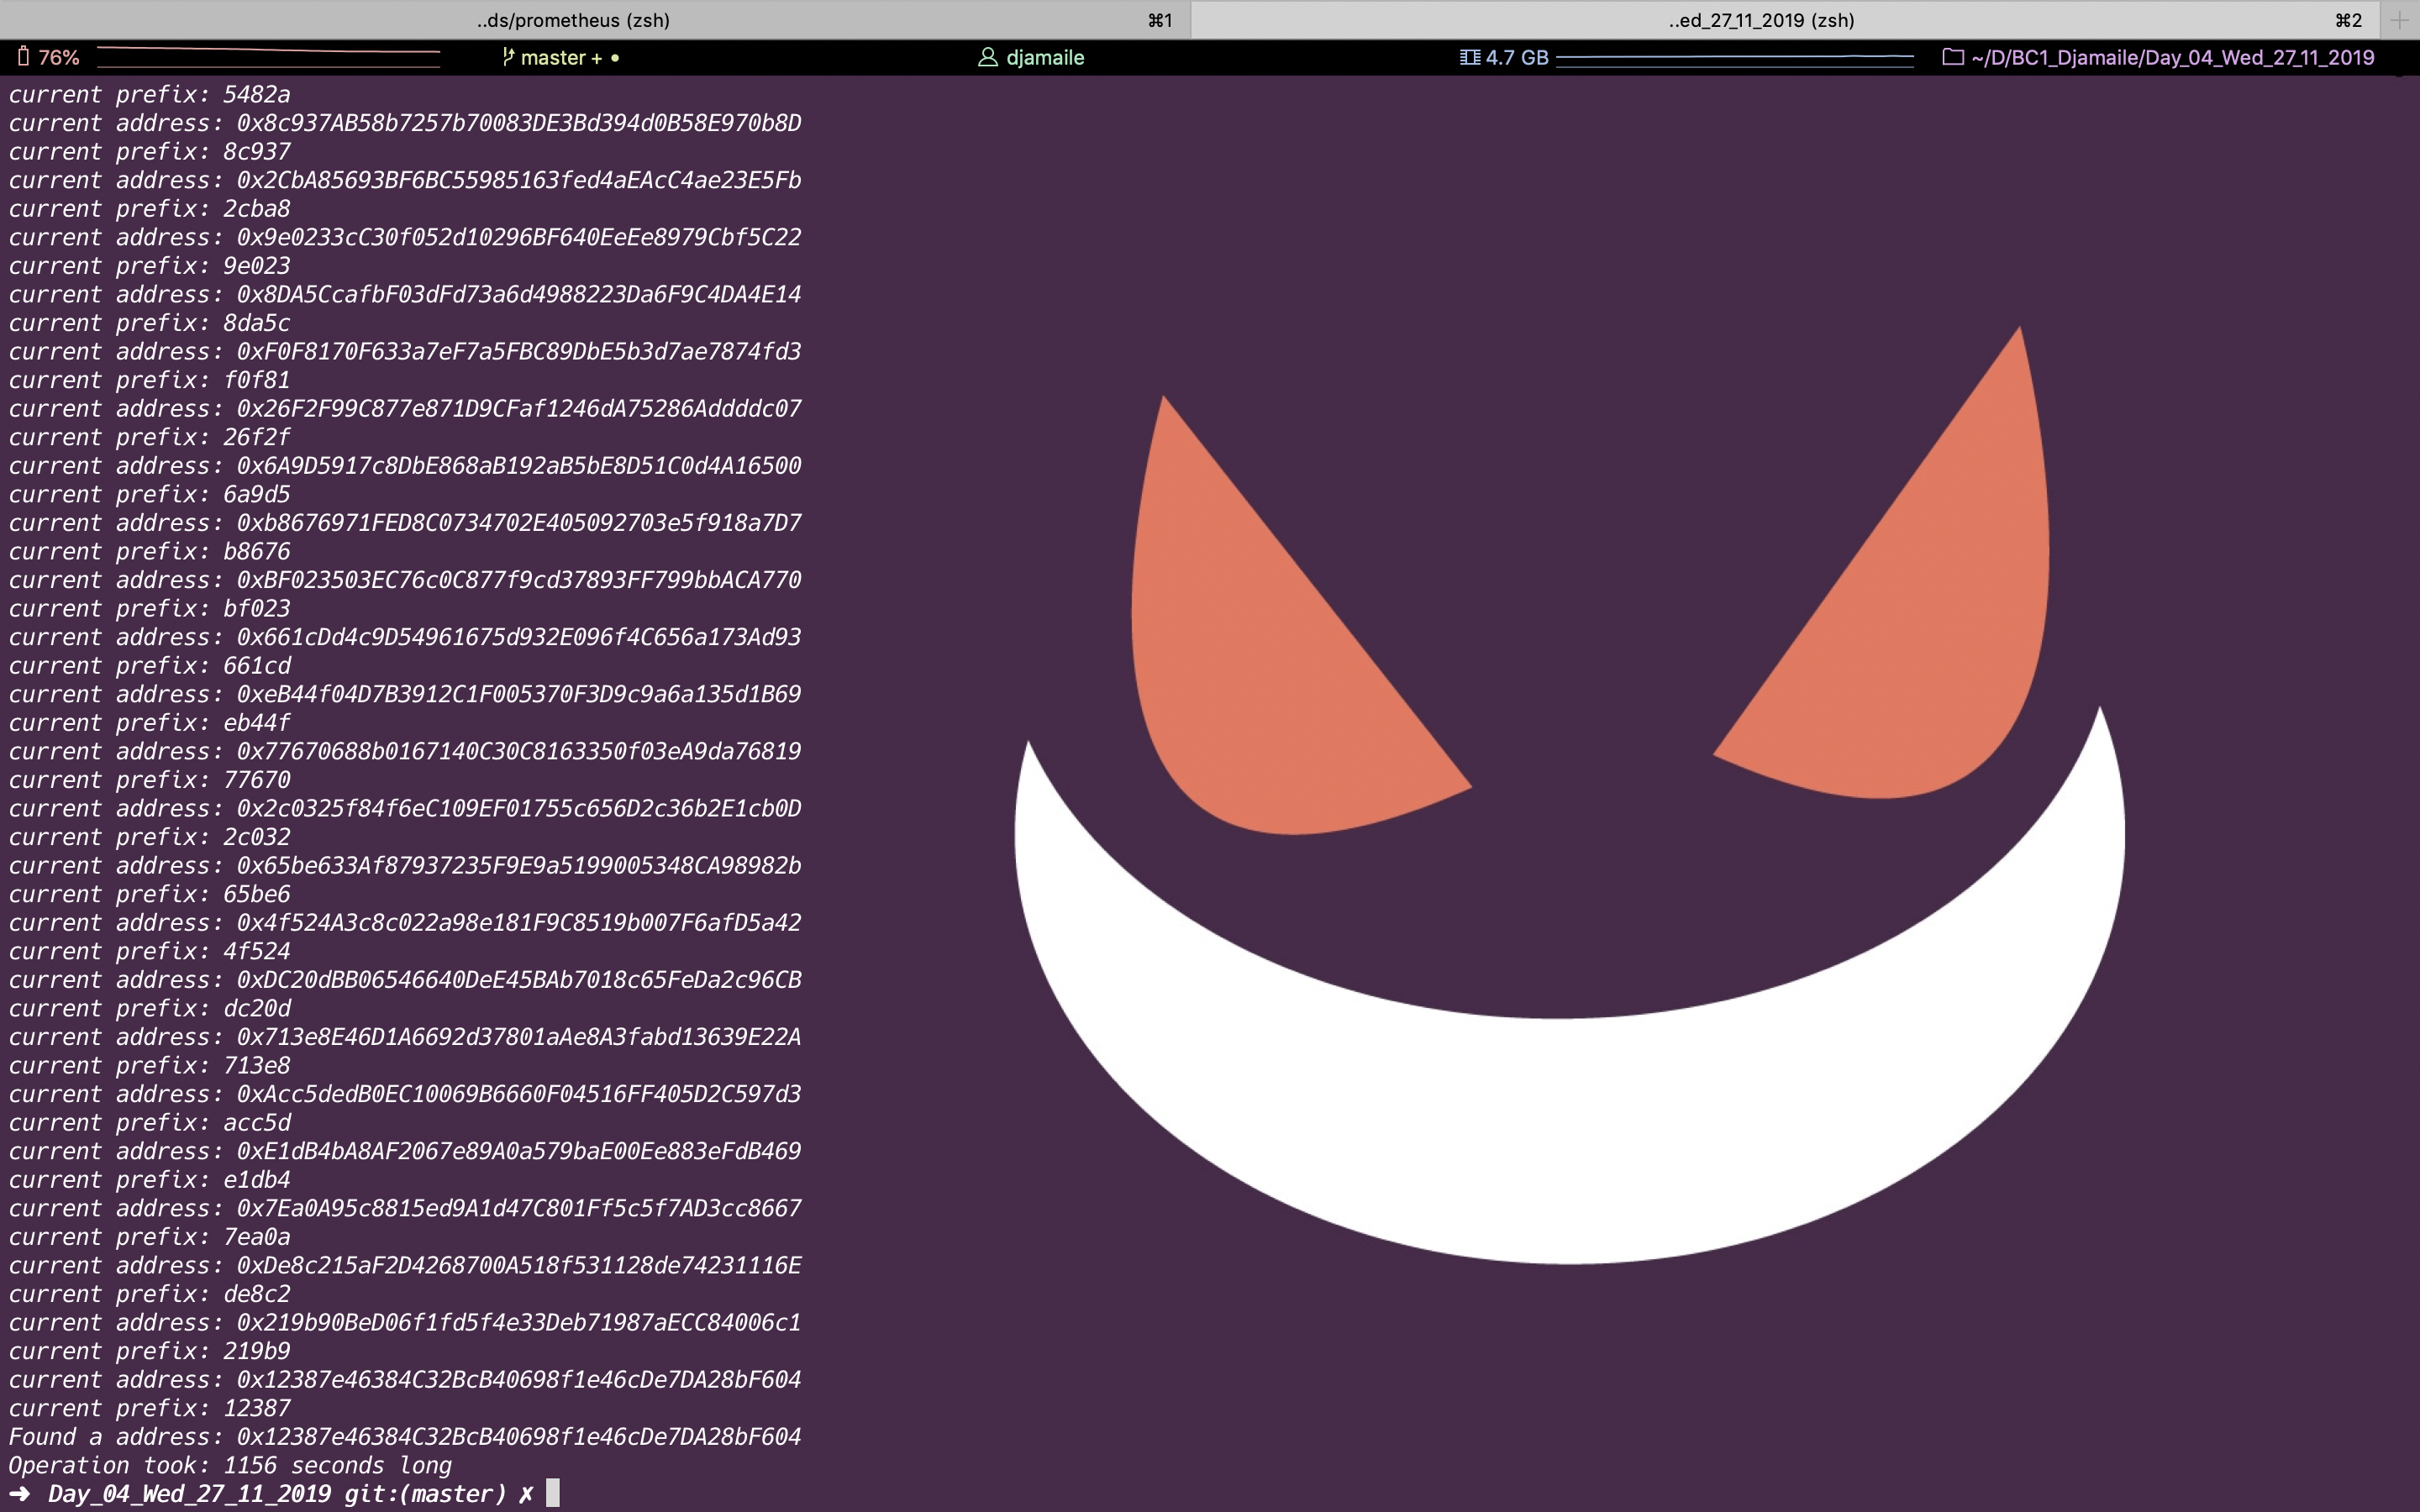 ..ds/prometheus (zsh) ⌘1 ..ed_27_11_2019 (zsh) ⌘2
76% master + ● djamaile 4.7 GB ~/D/BC1_Djamaile/Day_04_Wed_27_11_2019
current prefix: 5482a
current address: 0x8c937AB58b7257b70083DE3Bd394d0B58E970b8D
current prefix: 8c937
current address: 0x2CbA85693BF6BC55985163fed4aEAcC4ae23E5Fb
current prefix: 2cba8
current address: 0x9e0233cC30f052d10296BF640EeEe8979Cbf5C22
current prefix: 9e023
current address: 0x8DA5CcafbF03dFd73a6d4988223Da6F9C4DA4E14
current prefix: 8da5c
current address: 0xF0F8170F633a7eF7a5FBC89DbE5b3d7ae7874fd3
current prefix: f0f81
current address: 0x26F2F99C877e871D9CFaf1246dA75286Addddc07
current prefix: 26f2f
current address: 0x6A9D5917c8DbE868aB192aB5bE8D51C0d4A16500
current prefix: 6a9d5
current address: 0xb8676971FED8C0734702E405092703e5f918a7D7
current prefix: b8676
current address: 0xBF023503EC76c0C877f9cd37893FF799bbACA770
current prefix: bf023
current address: 0x661cDd4c9D54961675d932E096f4C656a173Ad93
current prefix: 661cd
current address: 0xeB44f04D7B3912C1F005370F3D9c9a6a135d1B69
current prefix: eb44f
current address: 0x77670688b0167140C30C8163350f03eA9da76819
current prefix: 77670
current address: 0x2c0325f84f6eC109EF01755c656D2c36b2E1cb0D
current prefix: 2c032
current address: 0x65be633Af87937235F9E9a5199005348CA98982b
current prefix: 65be6
current address: 0x4f524A3c8c022a98e181F9C8519b007F6afD5a42
current prefix: 4f524
current address: 0xDC20dBB06546640DeE45BAb7018c65FeDa2c96CB
current prefix: dc20d
current address: 0x713e8E46D1A6692d37801aAe8A3fabd13639E22A
current prefix: 713e8
current address: 0xAcc5dedB0EC10069B6660F04516FF405D2C597d3
current prefix: acc5d
current address: 0xE1dB4bA8AF2067e89A0a579baE00Ee883eFdB469
current prefix: e1db4
current address: 0x7Ea0A95c8815ed9A1d47C801Ff5c5f7AD3cc8667
current prefix: 7ea0a
current address: 0xDe8c215aF2D4268700A518f531128de74231116E
current prefix: de8c2
current address: 0x219b90BeD06f1fd5f4e33Deb71987aECC84006c1
current prefix: 219b9
current address: 0x12387e46384C32BcB40698f1e46cDe7DA28bF604
current prefix: 12387
Found a address: 0x12387e46384C32BcB40698f1e46cDe7DA28bF604
Operation took: 1156 seconds long
➜ Day_04_Wed_27_11_2019 git:(master) ✗